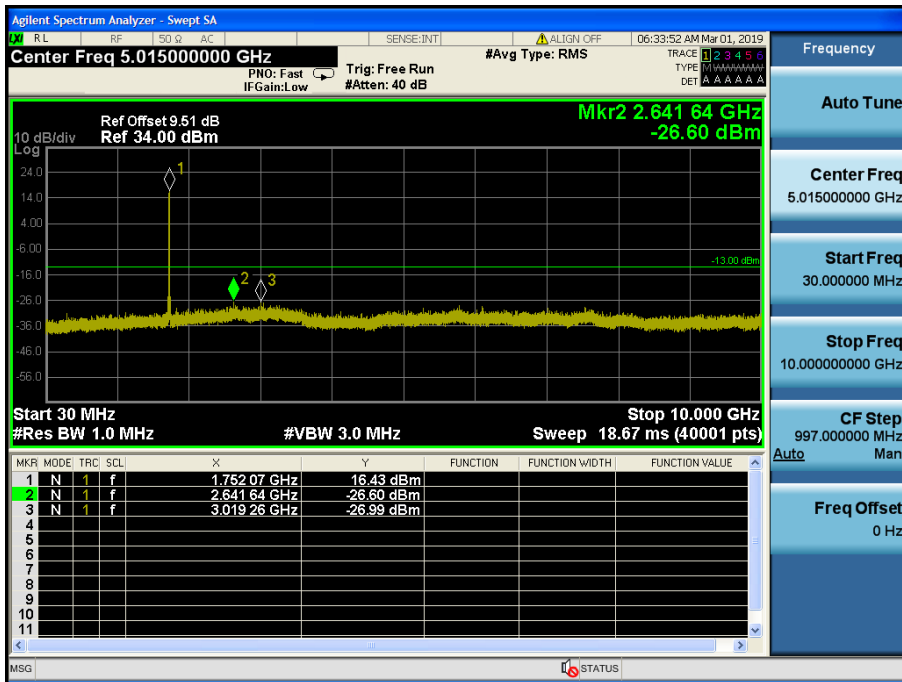 Agilent Spectrum Analyzer - Swept SA
LXI RL RF 50 Ω AC SENSE:INT ALIGN OFF 06:33:52 AM Mar 01, 2019
Center Freq 5.015000000 GHz
PNO: Fast
IFGain:Low
Trig: Free Run
#Atten: 40 dB
#Avg Type: RMS
TRACE 1 2 3 4 5 6
TYPE M WWWWW
DET A A A A A A
Mkr2 2.641 64 GHz
-26.60 dBm
Ref Offset 9.51 dB
10 dB/div Ref 34.00 dBm
Log
24.0
14.0
4.00
-6.00
-16.0
-26.0
-36.0
-46.0
-56.0
1
2
3
-13.00 dBm
Start 30 MHz Stop 10.000 GHz
#Res BW 1.0 MHz #VBW 3.0 MHz Sweep 18.67 ms (40001 pts)
MKR MODE TRC SCL X Y FUNCTION FUNCTION WIDTH FUNCTION VALUE
1 N 1 f 1.752 07 GHz 16.43 dBm
2 N 1 f 2.641 64 GHz -26.60 dBm
3 N 1 f 3.019 26 GHz -26.99 dBm
4
5
6
7
8
9
10
11
MSG STATUS
Frequency
Auto Tune
Center Freq
5.015000000 GHz
Start Freq
30.000000 MHz
Stop Freq
10.000000000 GHz
CF Step
997.000000 MHz
Auto Man
Freq Offset
0 Hz